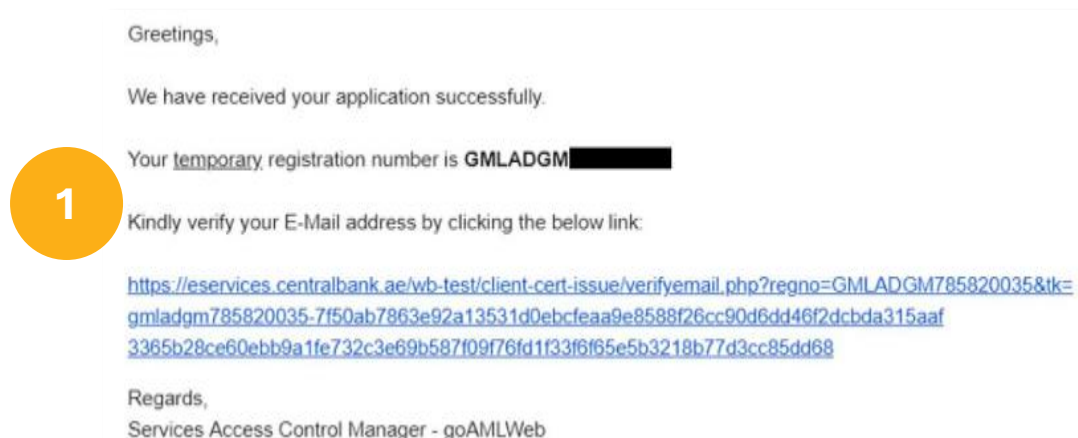 Greetings,
We have received your application successfully.
Your temporary registration number is GMLADGM
1
Kindly verify your E-Mail address by clicking the below link:
https://eservices.centralbank.ae/wb-test/client-cert-issue/verifyemail.php?regno=GMLADGM785820035&tk=
gmladgm785820035-7f50ab7863e92a13531d0ebcfeaa9e8588f26cc90d6dd46f2dcbda315aaf
3365b28ce60ebb9a1fe732c3e69b587f09f76fd1f33f6f65e5b3218b77d3cc85dd68
Regards,
Services Access Control Manager - goAMLWeb